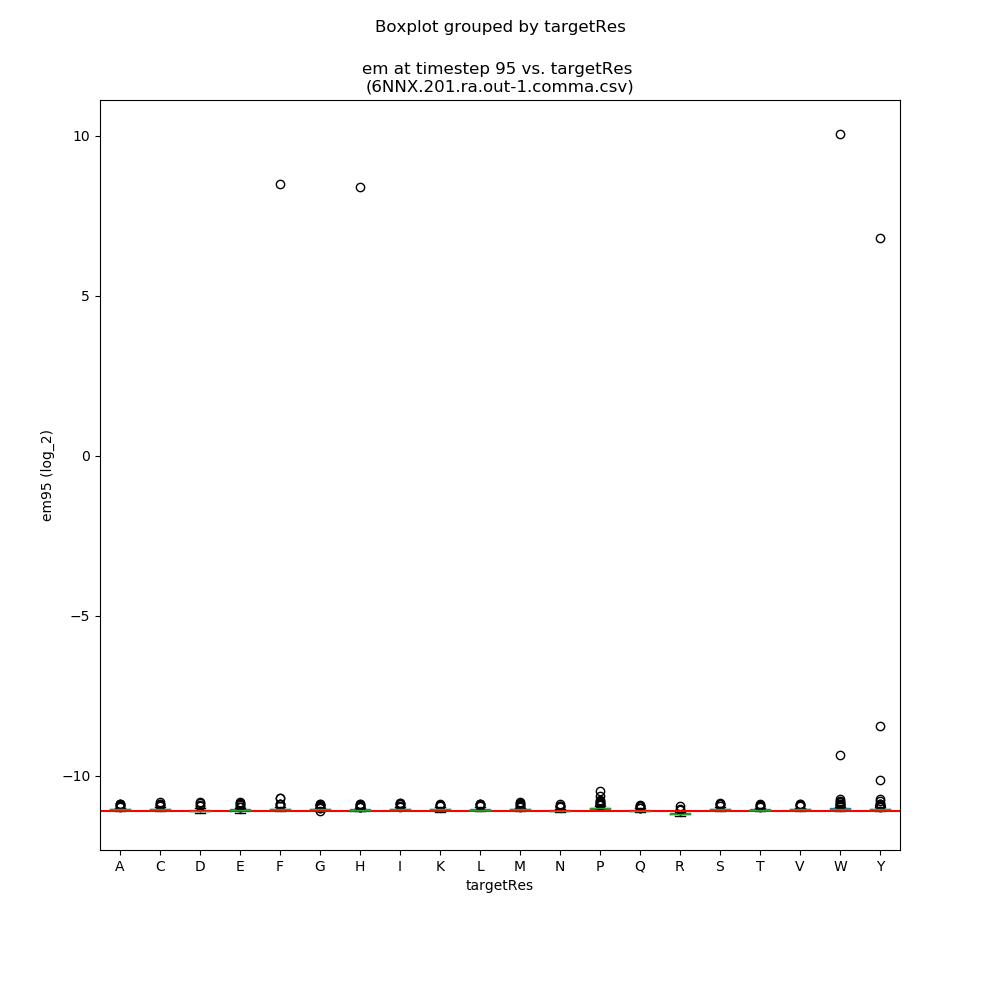 Boxplot grouped by targetRes
em at timestep 95 vs. targetRes
(6NNX.201.ra.out-1.comma.csv)
10
5
0
−5
−10
em95 (log_2)
A C D E F G H I K L M N P Q R S T V W Y
targetRes